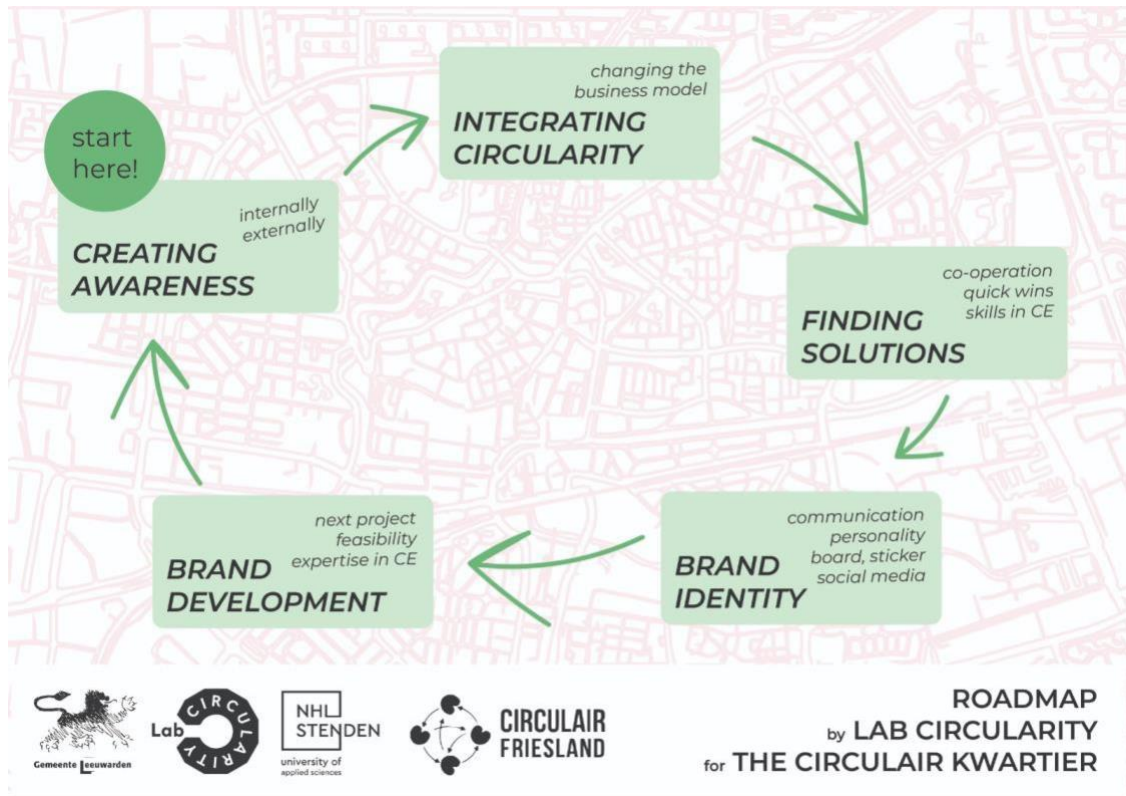 start
here!
internally
externally
CREATING
AWARENESS
changing the
business model
INTEGRATING
CIRCULARITY
co-operation
quick wins
skills in CE
FINDING
SOLUTIONS
communication
personality
board, sticker
social media
BRAND
IDENTITY
next project
feasibility
expertise in CE
BRAND
DEVELOPMENT
Gemeente Leeuwarden
Lab CIRCULARITY
NHL
STENDEN
university of
applied sciences
CIRCULAIR
FRIESLAND
ROADMAP
by LAB CIRCULARITY
for THE CIRCULAIR KWARTIER